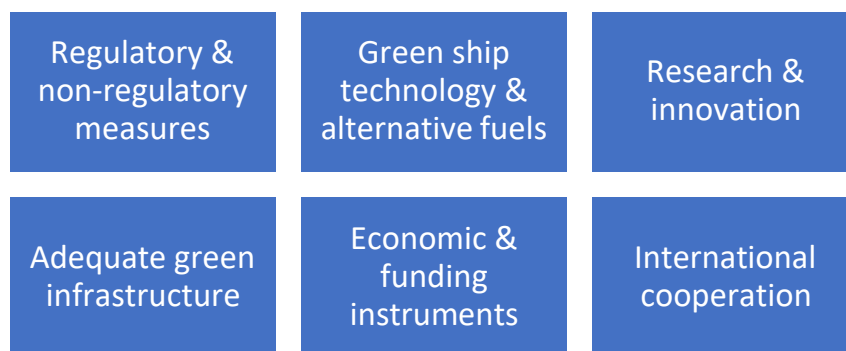 Regulatory &
non-regulatory
measures
Green ship
technology &
alternative fuels
Research &
innovation
Adequate green
infrastructure
Economic &
funding
instruments
International
cooperation